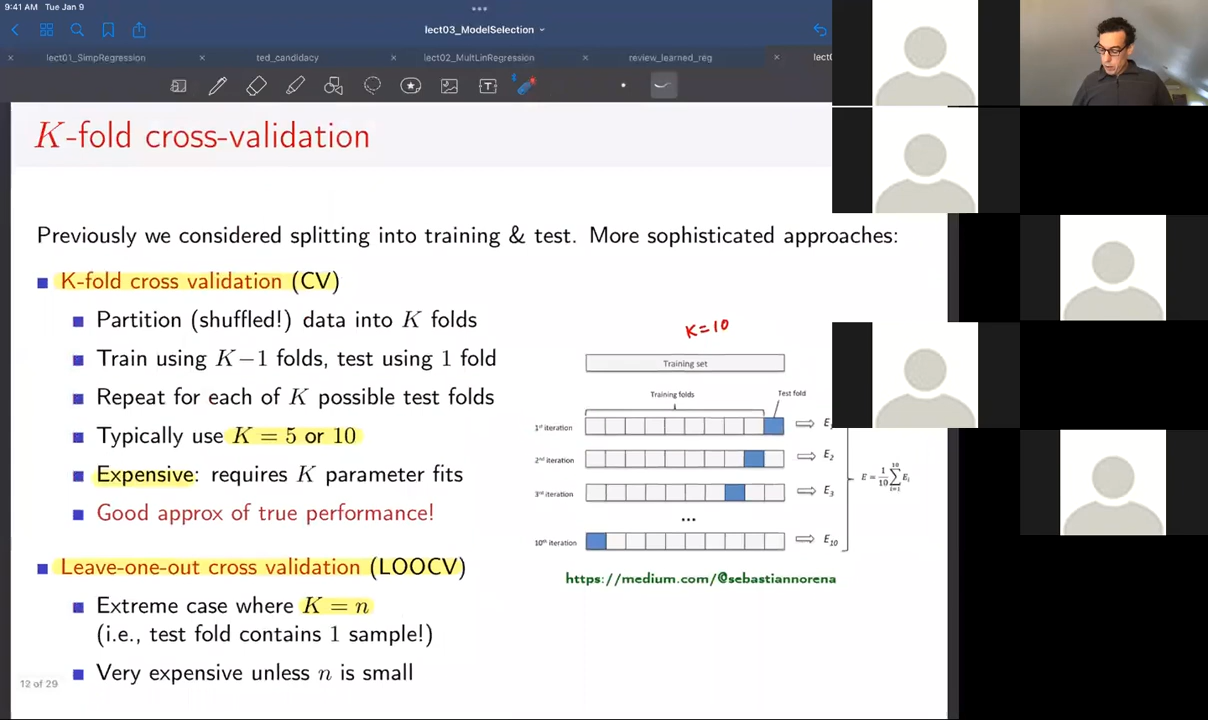 9:41 AM Tue Jan 9
lect03_ModelSelection
lect01_SimpRegression
ted_candidacy
lect02_MultLinRegression
review_learned_reg
K-fold cross-validation
Previously we considered splitting into training & test. More sophisticated approaches:
K-fold cross validation (CV)
Partition (shuffled!) data into K folds
Train using K−1 folds, test using 1 fold
Repeat for each of K possible test folds
Typically use K = 5 or 10
Expensive: requires K parameter fits
Good approx of true performance!
K=10
Training set
Training folds
Test fold
1st iteration
2nd iteration E2
3rd iteration E3
...
10th iteration E10
E = 1/10 ∑ i=1 10 Ei
https://medium.com/@sebastiannorena
Leave-one-out cross validation (LOOCV)
Extreme case where K = n
(i.e., test fold contains 1 sample!)
Very expensive unless n is small
12 of 29